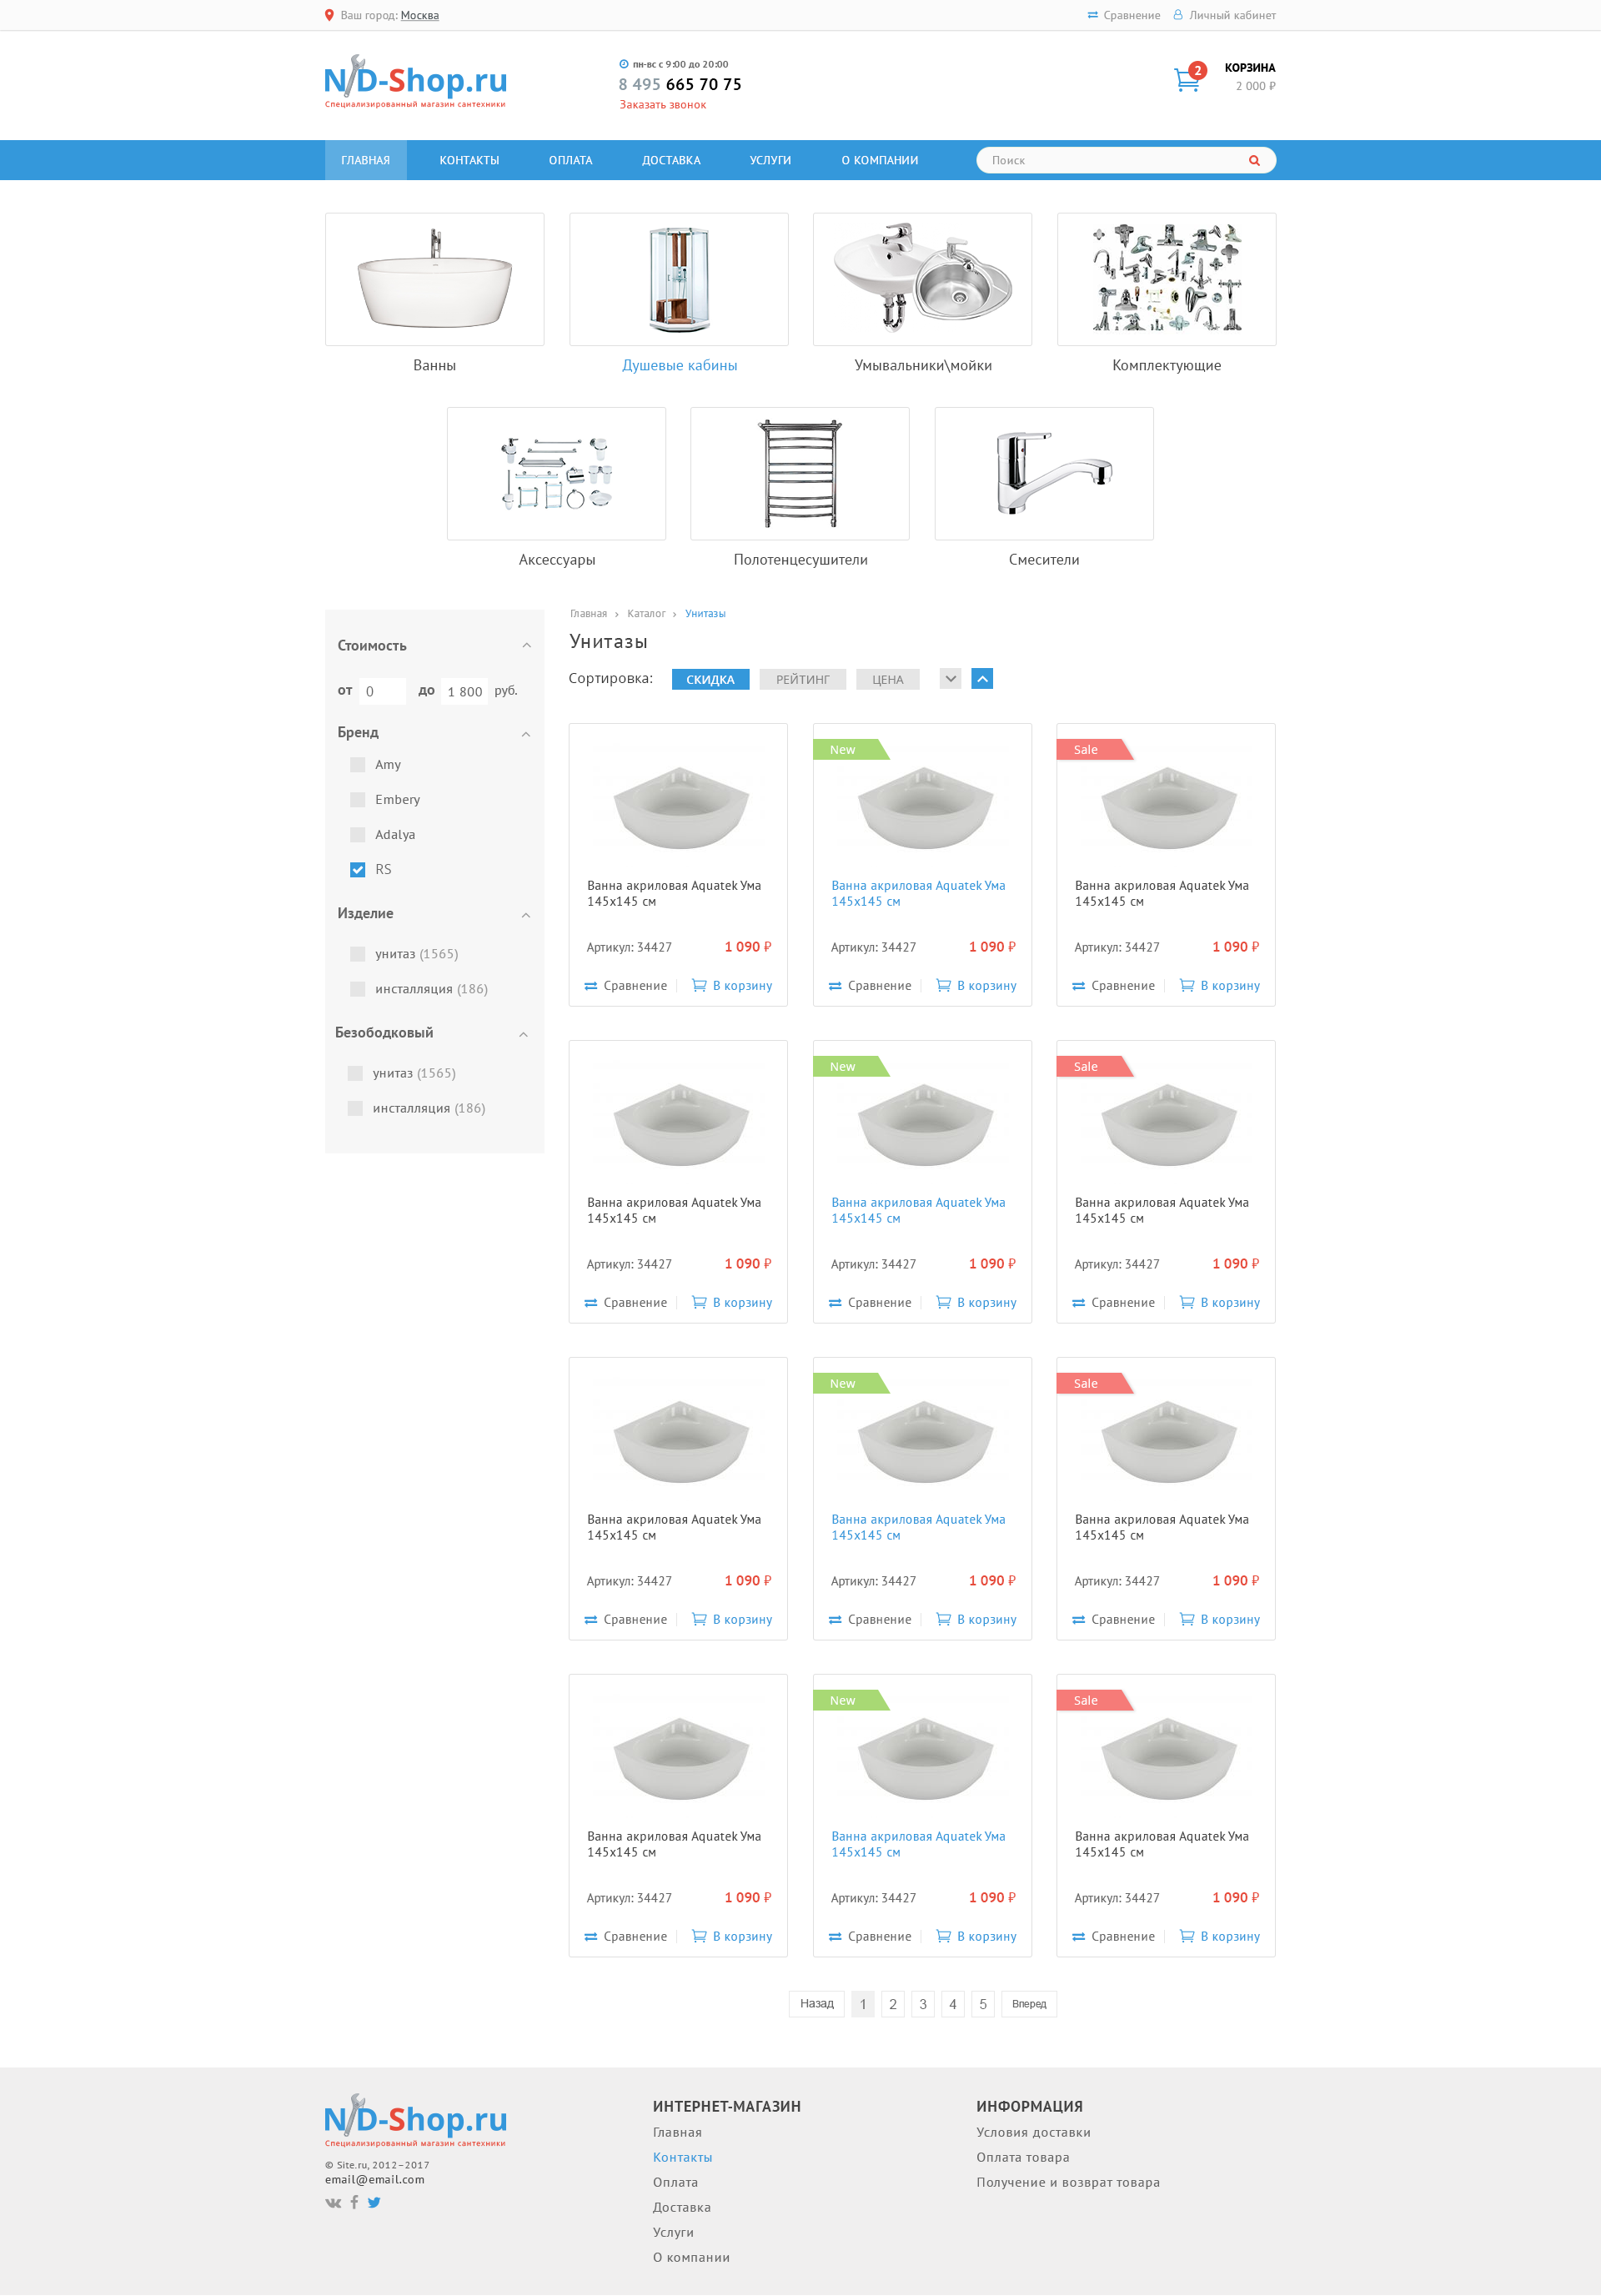 Ваш город: Москва
Сравнение
Личный кабинет
N/D-Shop.ru
Специализированный магазин сантехники
пн-вс с 9:00 до 20:00
8 495 665 70 75
Заказать звонок
2
КОРЗИНА
2 000 ₽
ГЛАВНАЯ
КОНТАКТЫ
ОПЛАТА
ДОСТАВКА
УСЛУГИ
О КОМПАНИИ
Поиск
Ванны
Душевые кабины
Умывальники\мойки
Комплектующие
Аксессуары
Полотенцесушители
Смесители
Стоимость
от 0 до 1 800 руб.
Бренд
Amy
Embery
Adalya
RS
Изделие
унитаз (1565)
инсталляция (186)
Безободковый
унитаз (1565)
инсталляция (186)
Главная › Каталог › Унитазы
Унитазы
Сортировка: СКИДКА РЕЙТИНГ ЦЕНА
Ванна акриловая Aquatek Ума
145x145 см
Артикул: 34427 1 090 ₽
Сравнение В корзину
New
Ванна акриловая Aquatek Ума
145x145 см
Артикул: 34427 1 090 ₽
Сравнение В корзину
Sale
Ванна акриловая Aquatek Ума
145x145 см
Артикул: 34427 1 090 ₽
Сравнение В корзину
Ванна акриловая Aquatek Ума
145x145 см
Артикул: 34427 1 090 ₽
Сравнение В корзину
New
Ванна акриловая Aquatek Ума
145x145 см
Артикул: 34427 1 090 ₽
Сравнение В корзину
Sale
Ванна акриловая Aquatek Ума
145x145 см
Артикул: 34427 1 090 ₽
Сравнение В корзину
Ванна акриловая Aquatek Ума
145x145 см
Артикул: 34427 1 090 ₽
Сравнение В корзину
New
Ванна акриловая Aquatek Ума
145x145 см
Артикул: 34427 1 090 ₽
Сравнение В корзину
Sale
Ванна акриловая Aquatek Ума
145x145 см
Артикул: 34427 1 090 ₽
Сравнение В корзину
Ванна акриловая Aquatek Ума
145x145 см
Артикул: 34427 1 090 ₽
Сравнение В корзину
New
Ванна акриловая Aquatek Ума
145x145 см
Артикул: 34427 1 090 ₽
Сравнение В корзину
Sale
Ванна акриловая Aquatek Ума
145x145 см
Артикул: 34427 1 090 ₽
Сравнение В корзину
Назад 1 2 3 4 5 Вперед
N/D-Shop.ru
Специализированный магазин сантехники
© Site.ru, 2012–2017
email@email.com
ИНТЕРНЕТ-МАГАЗИН
Главная
Контакты
Оплата
Доставка
Услуги
О компании
ИНФОРМАЦИЯ
Условия доставки
Оплата товара
Получение и возврат товара